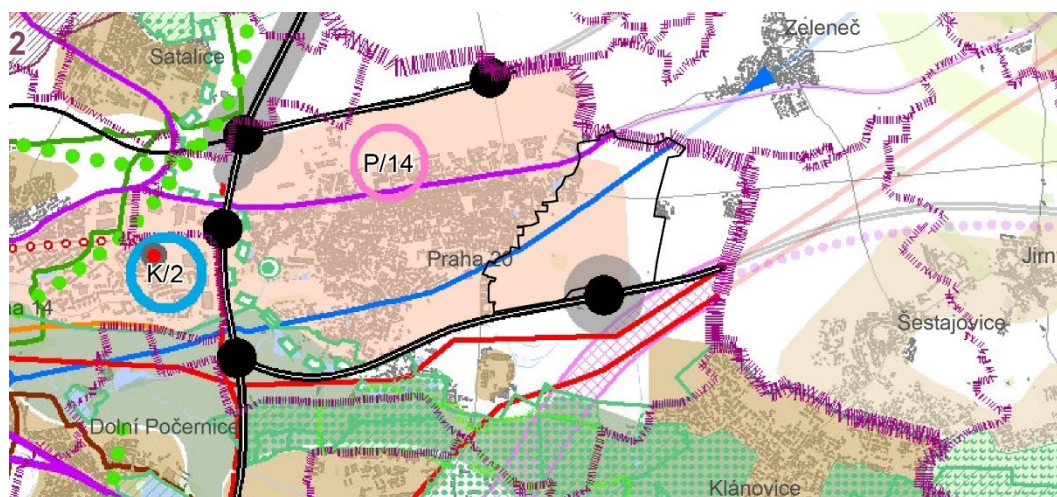 Zeleneč
2
Satalice
P/14
Praha 20
K/2
Jirn
ha 14
Šestajovice
Dolní Počernice
Klánovice